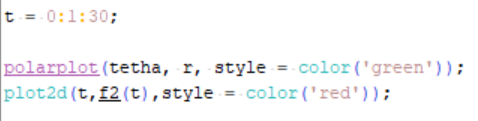 t = 0:1:30;
polarplot(tetha, r, style = color('green'));
plot2d(t,f2(t),style = color('red'));